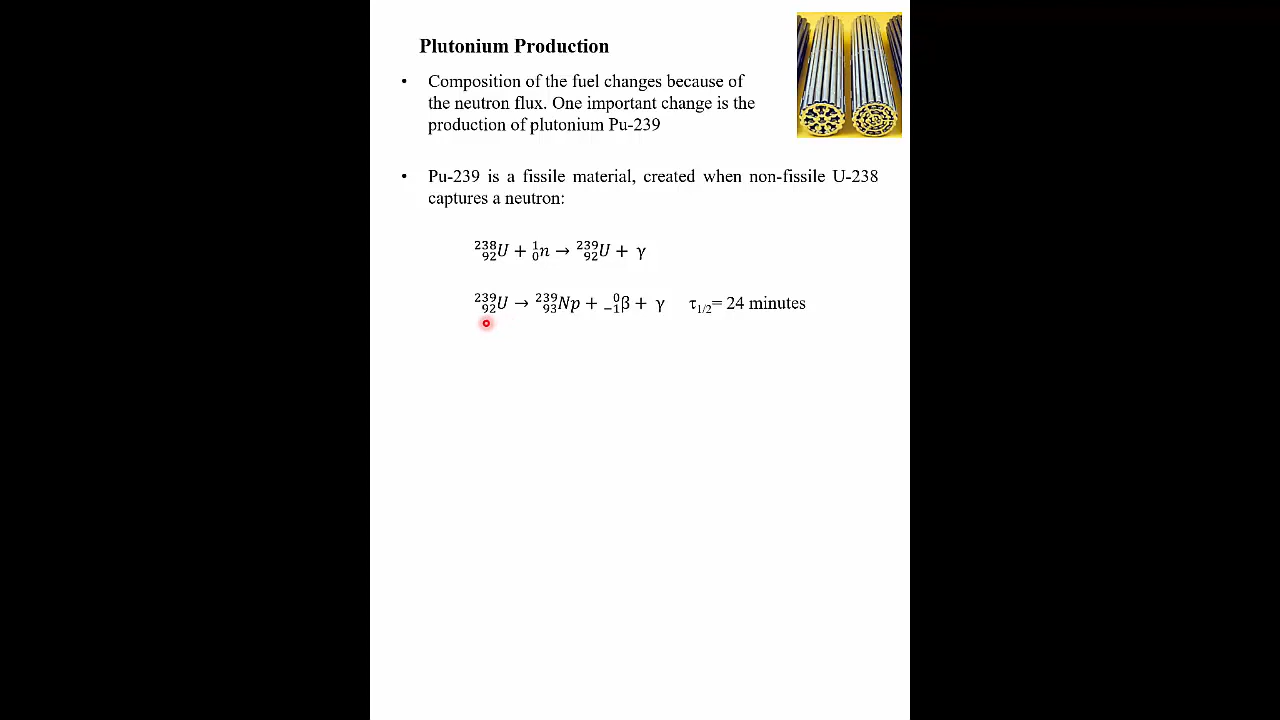 Plutonium Production
• Composition of the fuel changes because of
the neutron flux. One important change is the
production of plutonium Pu-239
• Pu-239 is a fissile material, created when non-fissile U-238
captures a neutron:
²³⁸₉₂U + ¹₀n → ²³⁹₉₂U + γ
²³⁹₉₂U → ²³⁹₉₃Np + ⁰₋₁β + γ τ₁/₂= 24 minutes